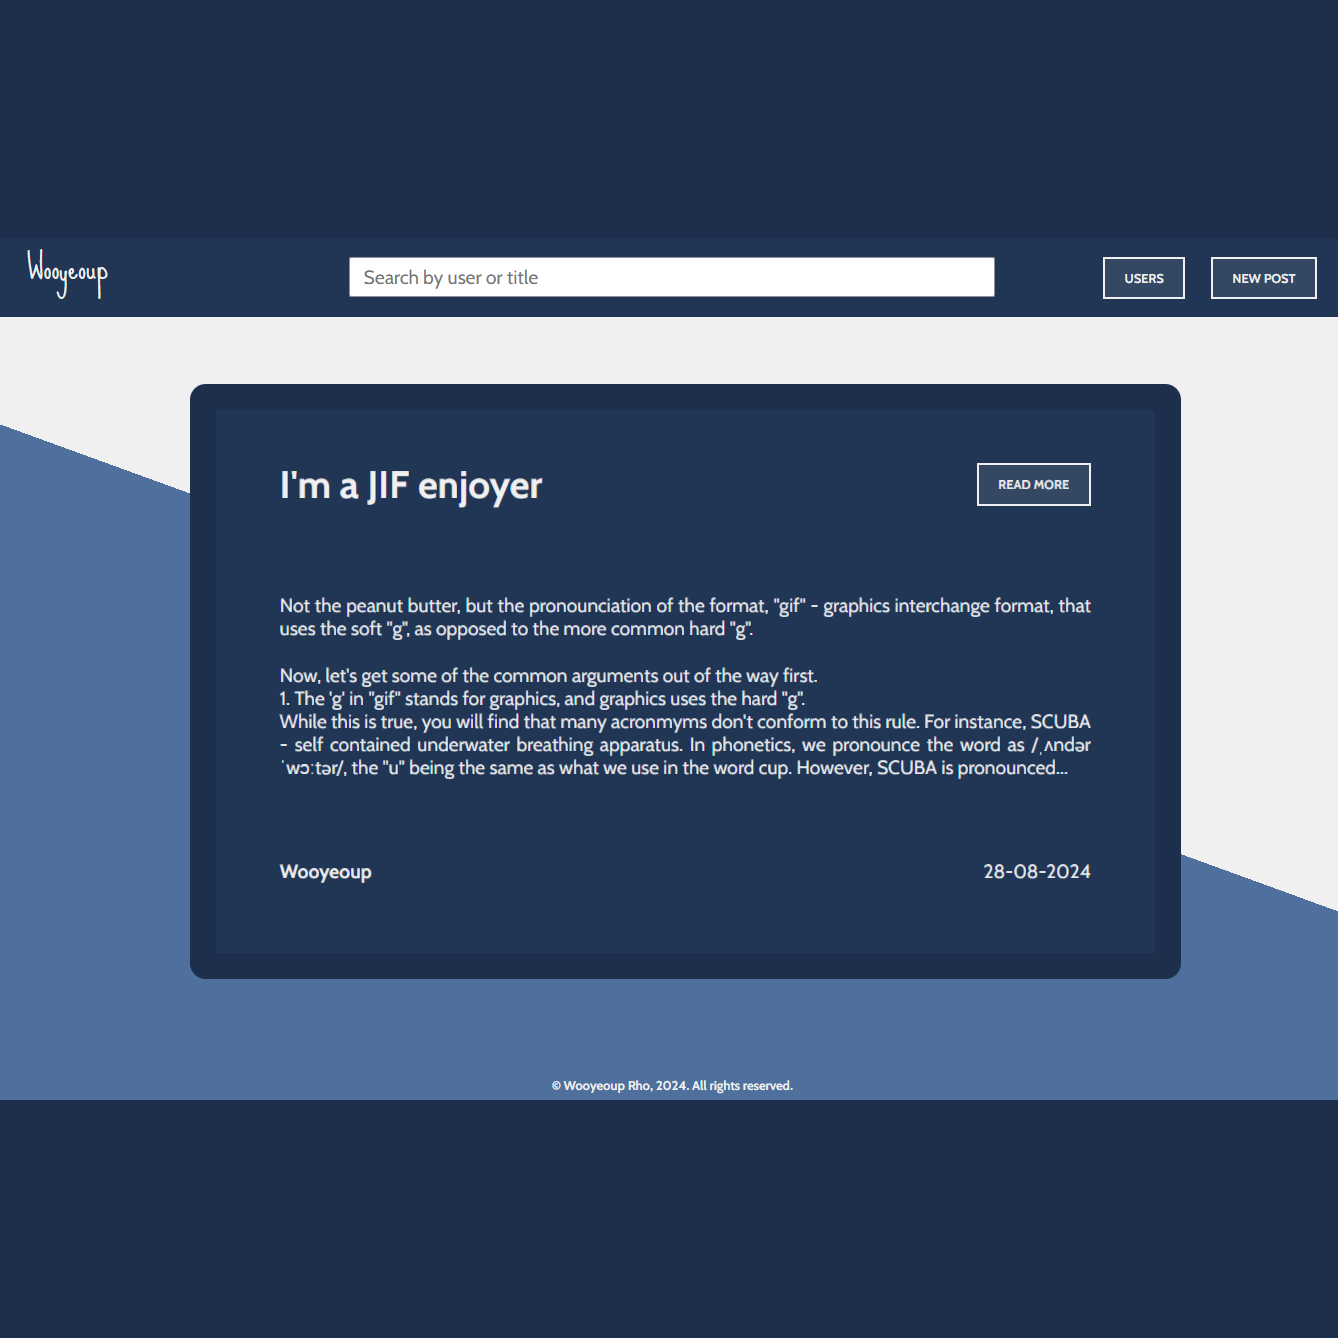 Wooyeoup
Search by user or title
USERS
NEW POST
I'm a JIF enjoyer
READ MORE
Not the peanut butter, but the pronounciation of the format, "gif" - graphics interchange format, that
uses the soft "g", as opposed to the more common hard "g".
Now, let's get some of the common arguments out of the way first.
1. The 'g' in "gif" stands for graphics, and graphics uses the hard "g".
While this is true, you will find that many acronmyms don't conform to this rule. For instance, SCUBA
- self contained underwater breathing apparatus. In phonetics, we pronounce the word as /ˌʌndər
ˈwɔːtər/, the "u" being the same as what we use in the word cup. However, SCUBA is pronounced...
Wooyeoup
28-08-2024
© Wooyeoup Rho, 2024. All rights reserved.